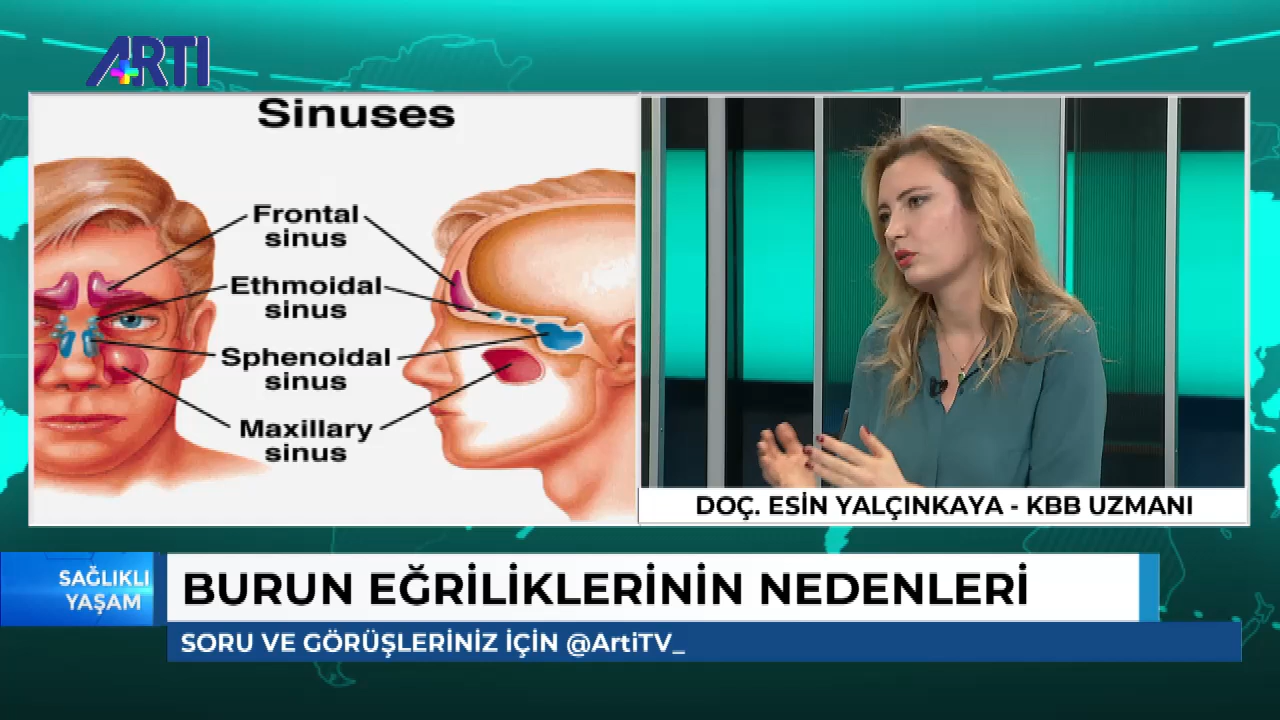 ARTI
Sinuses
Frontal
sinus
Ethmoidal
sinus
Sphenoidal
sinus
Maxillary
sinus
DOÇ. ESİN YALÇINKAYA - KBB UZMANI
SAĞLIKLI
YAŞAM
BURUN EĞRİLİKLERİNİN NEDENLERİ
SORU VE GÖRÜŞLERİNİZ İÇİN @ArtiTV_